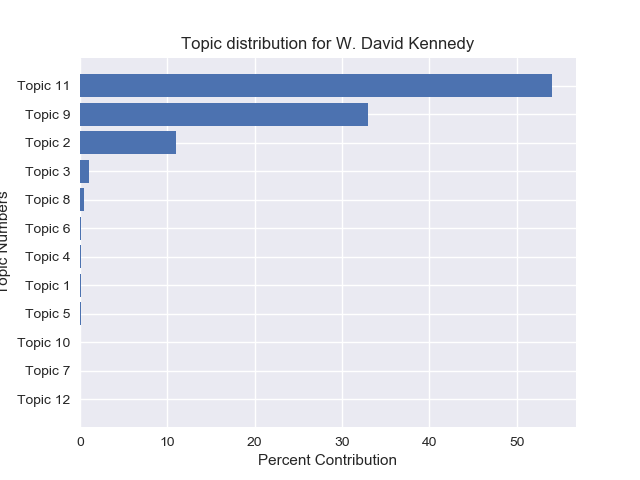 Topic distribution for W. David Kennedy
Topic 11
Topic 9
Topic 2
Topic 3
Topic 8
Topic 6
Topic 4
Topic 1
Topic 5
Topic 10
Topic 7
Topic 12
Topic Numbers
0 10 20 30 40 50
Percent Contribution